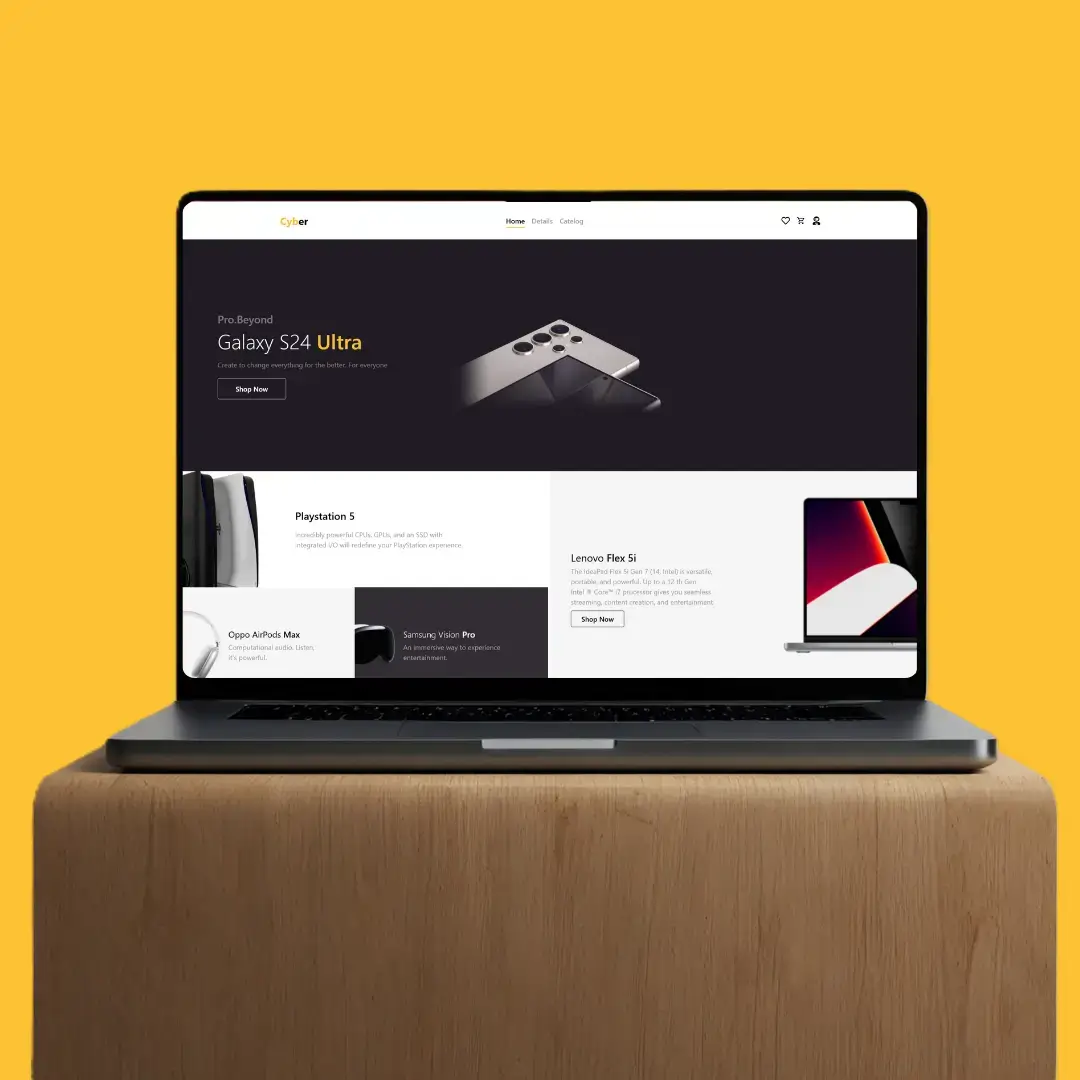 Cyber
Home Details Catelog
Pro.Beyond
Galaxy S24 Ultra
Create to change everything for the better. For everyone
Shop Now
Playstation 5
Incredibly powerful CPUs, GPUs, and an SSD with
integrated I/O will redefine your PlayStation experience.
Lenovo Flex 5i
The IdeaPad Flex 5i Gen 7 (14, Intel) is versatile,
portable, and powerful. Up to a 12 th Gen
Intel ® Core™ i7 procerator gives you seemless
streaming, content creation, and entertainment.
Shop Now
Oppo AirPods Max
Computational audio. Listen,
it's powerful.
Samsung Vision Pro
An immersive way to experience
entertainment.